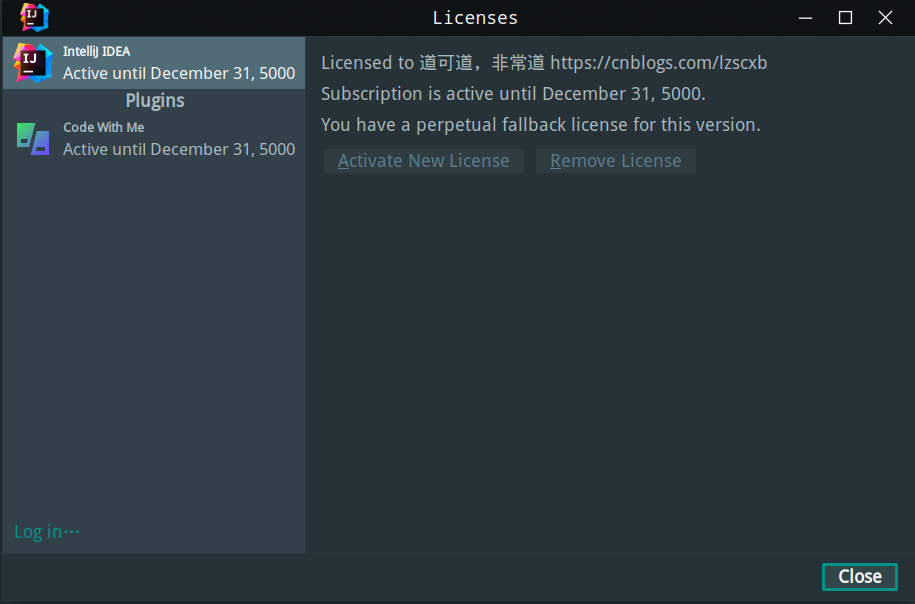 Licenses
IntelliJ IDEA
Active until December 31, 5000
Plugins
Code With Me
Active until December 31, 5000
Log in···
Licensed to 道可道，非常道 https://cnblogs.com/lzscxb
Subscription is active until December 31, 5000.
You have a perpetual fallback license for this version.
Activate New License Remove License
Close
IJ
IJ